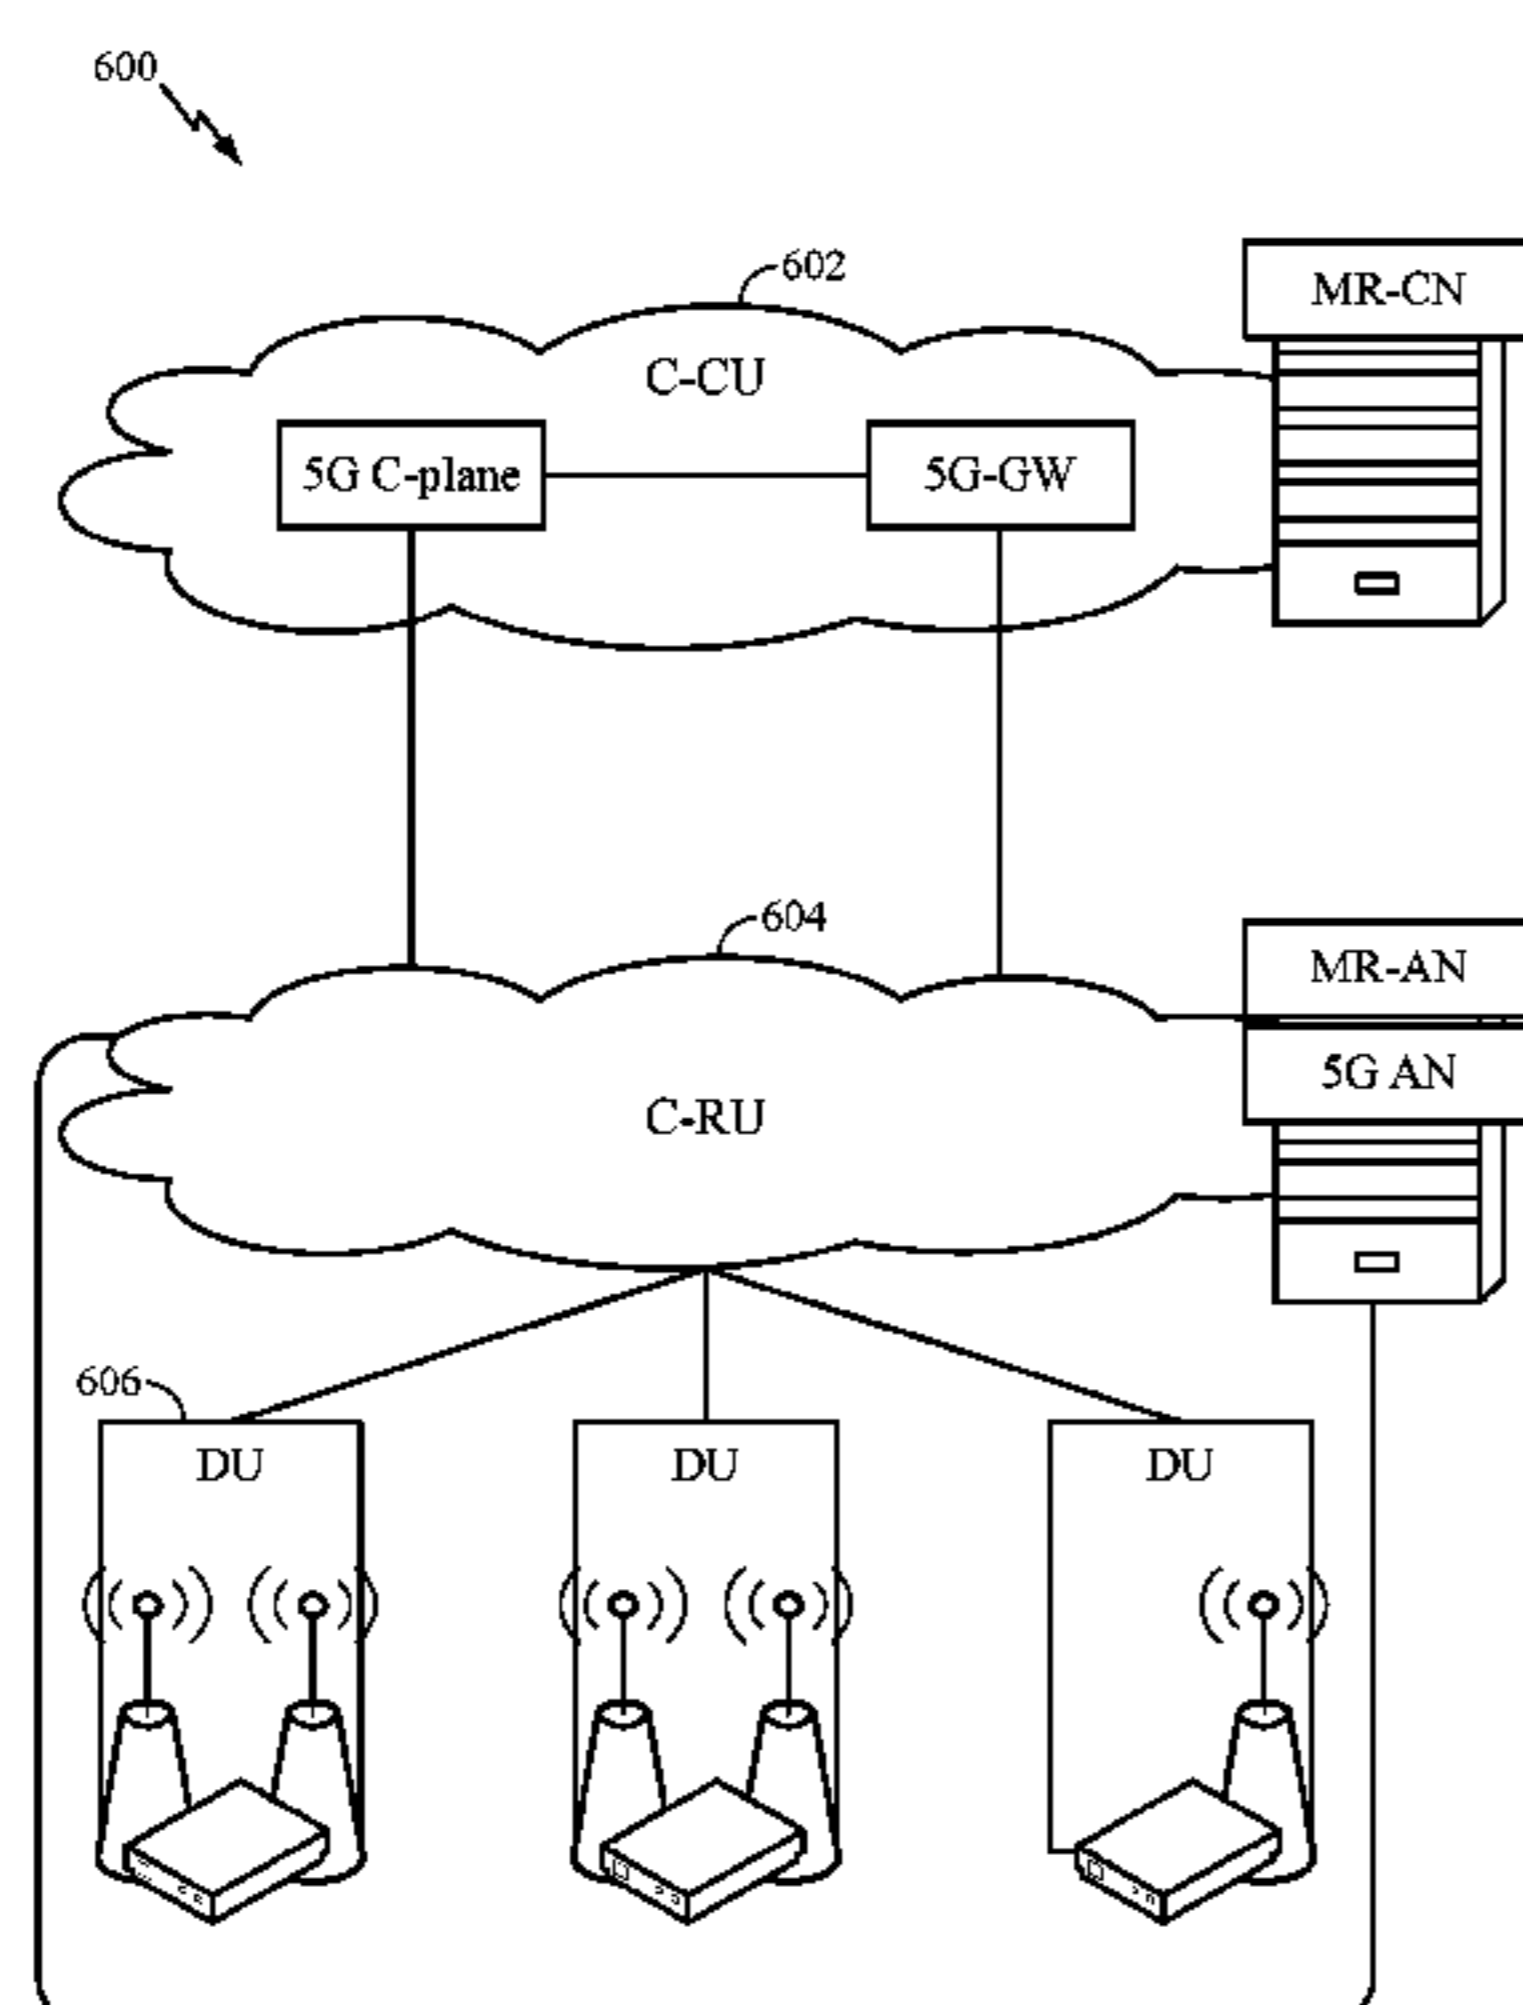 600
602
MR-CN
C-CU
5G C-plane
5G-GW
604
MR-AN
5G AN
C-RU
606
DU
DU
DU